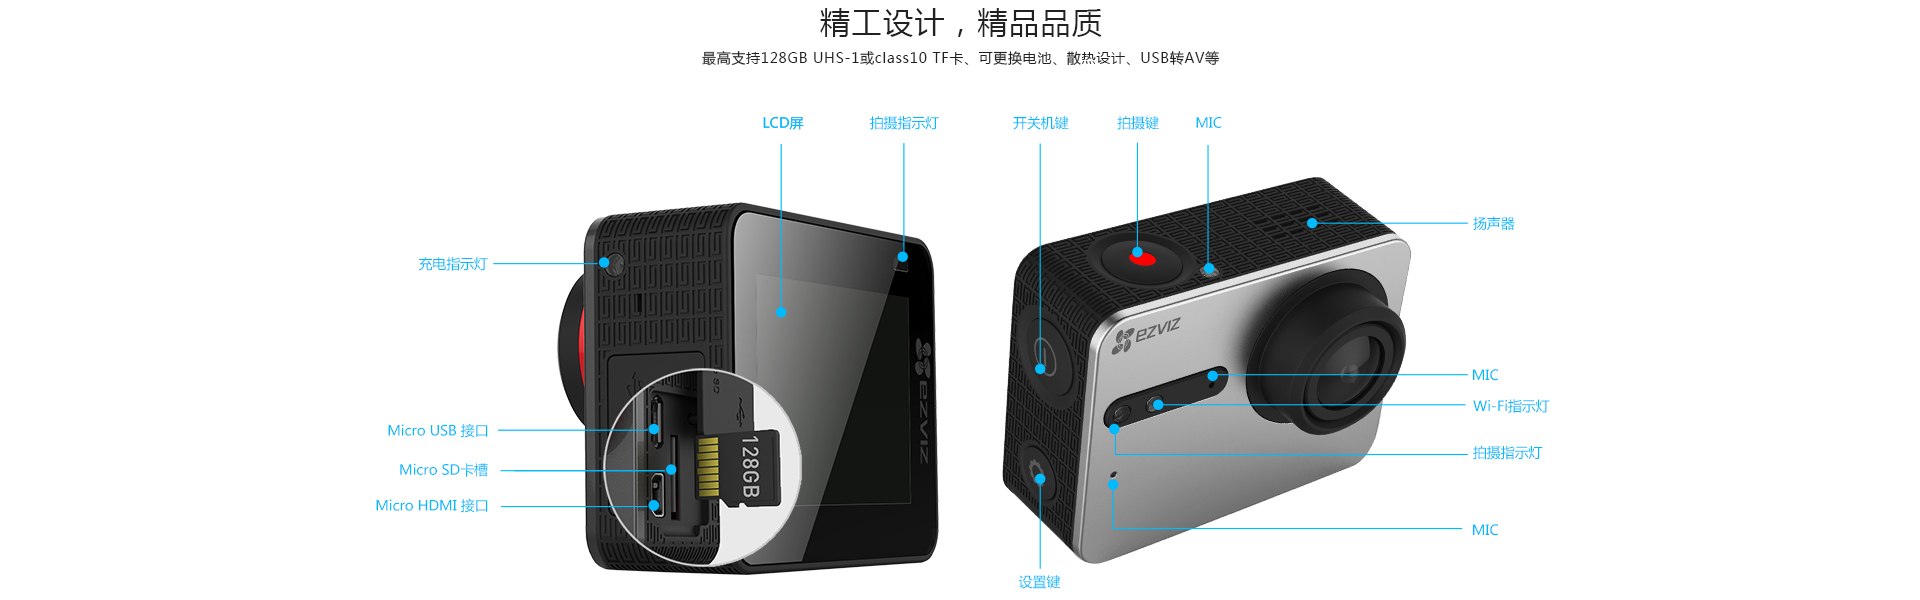 精工设计，精品品质
最高支持128GB UHS-1或class10 TF卡、可更换电池、散热设计、USB转AV等
LCD屏
拍摄指示灯
开关机键
拍摄键
MIC
扬声器
充电指示灯
ezviz
MIC
Wi-Fi指示灯
Micro USB 接口
拍摄指示灯
Micro SD卡槽
128GB
ezviz
Micro HDMI 接口
MIC
设置键